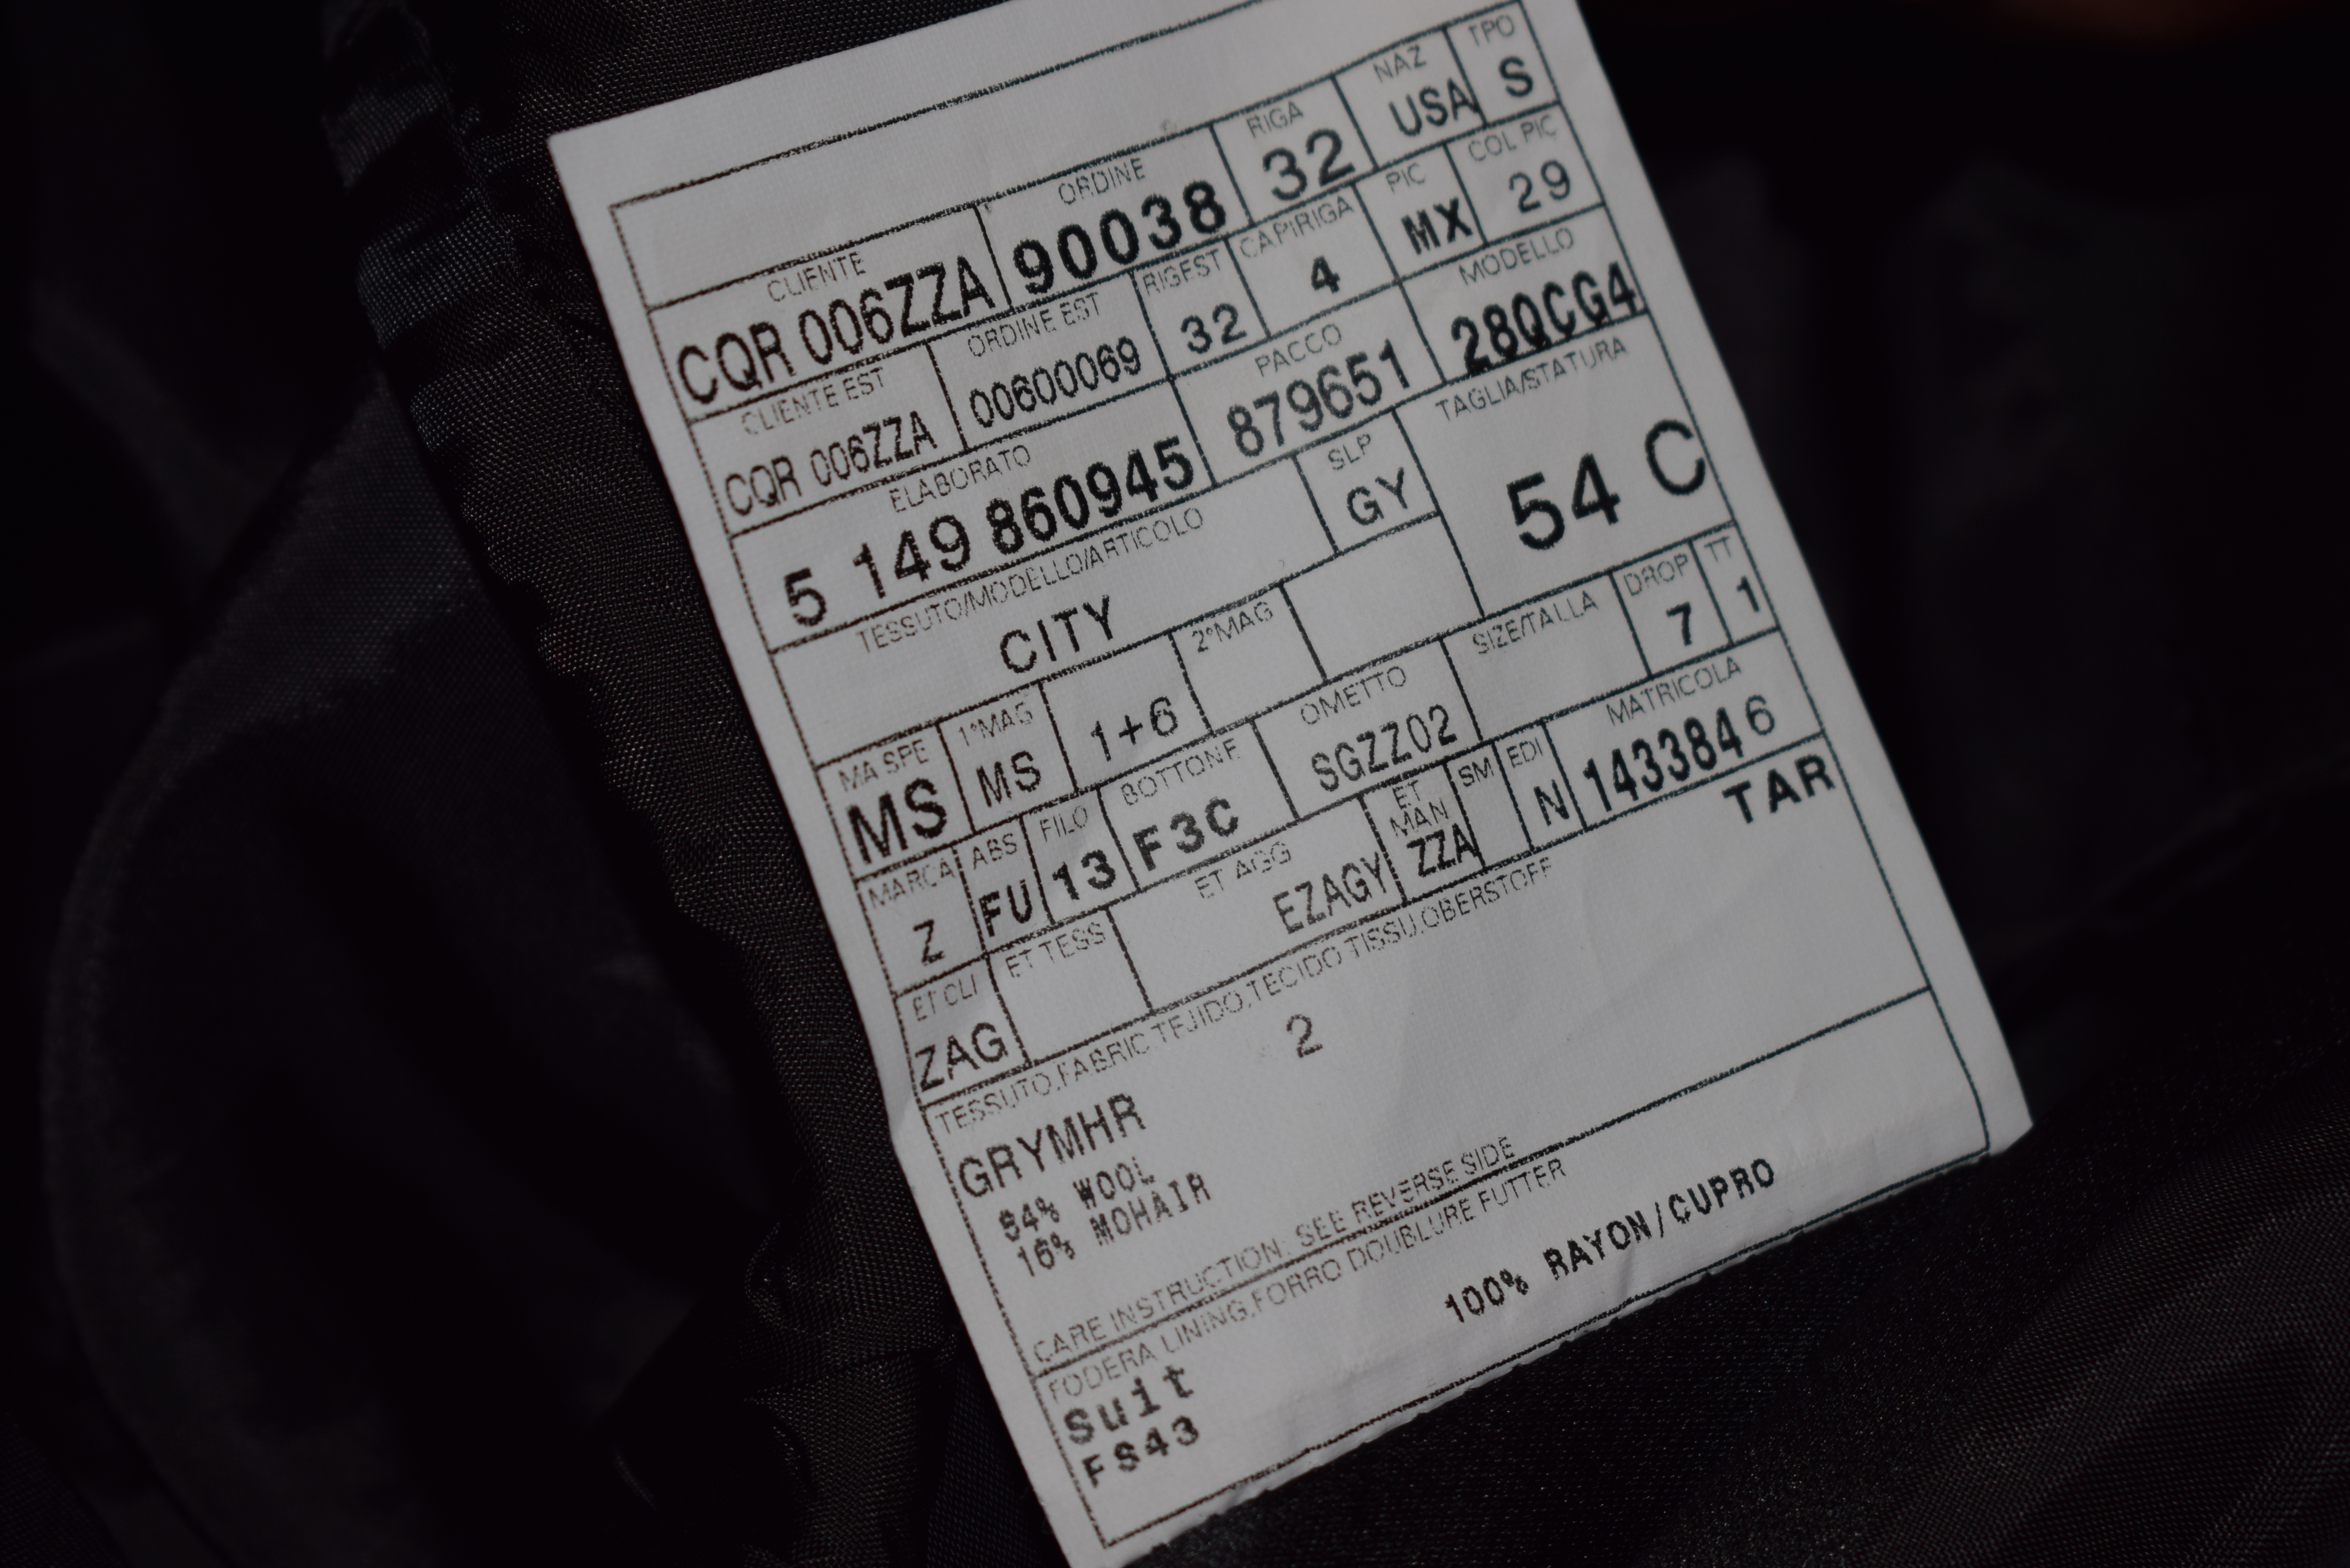 CLIENTE ORDINE RIGA NAZ TPO
CQR 006ZZA 90038 32 USA S
CLIENTE EST ORDINE EST RIGEST CAPIRIGA PIC COL PIC
CQR 006ZZA 00600069 32 4 MX 29
ELABORATO PACCO MODELLO
5 149 860945 879651 28QCG4
TESSUTO/MODELLO/ARTICOLO SLP TAGLIA/STATURA
CITY GY 54 C
MA SPE 1°MAG 2°MAG SIZE/TALLA DROP TT
MS MS 1+6 7 1
MARCA ABS FILO BOTTONE OMETTO MATRICOLA
Z FU 13 F3C SGZZ02 1433846
ET CLI ET TESS ET AGG ET MAN SM EDI
ZAG EZAGY ZZA N
TESSUTO,FABRIC TEJIDO,TECIDO TISSU,OBERSTOFF TAR
2
GRYMHR
84% WOOL
16% MOHAIR
CARE INSTRUCTION: SEE REVERSE SIDE
FODERA LINING,FORRO DOUBLURE FUTTER
Suit 100% RAYON/CUPRO
FS43